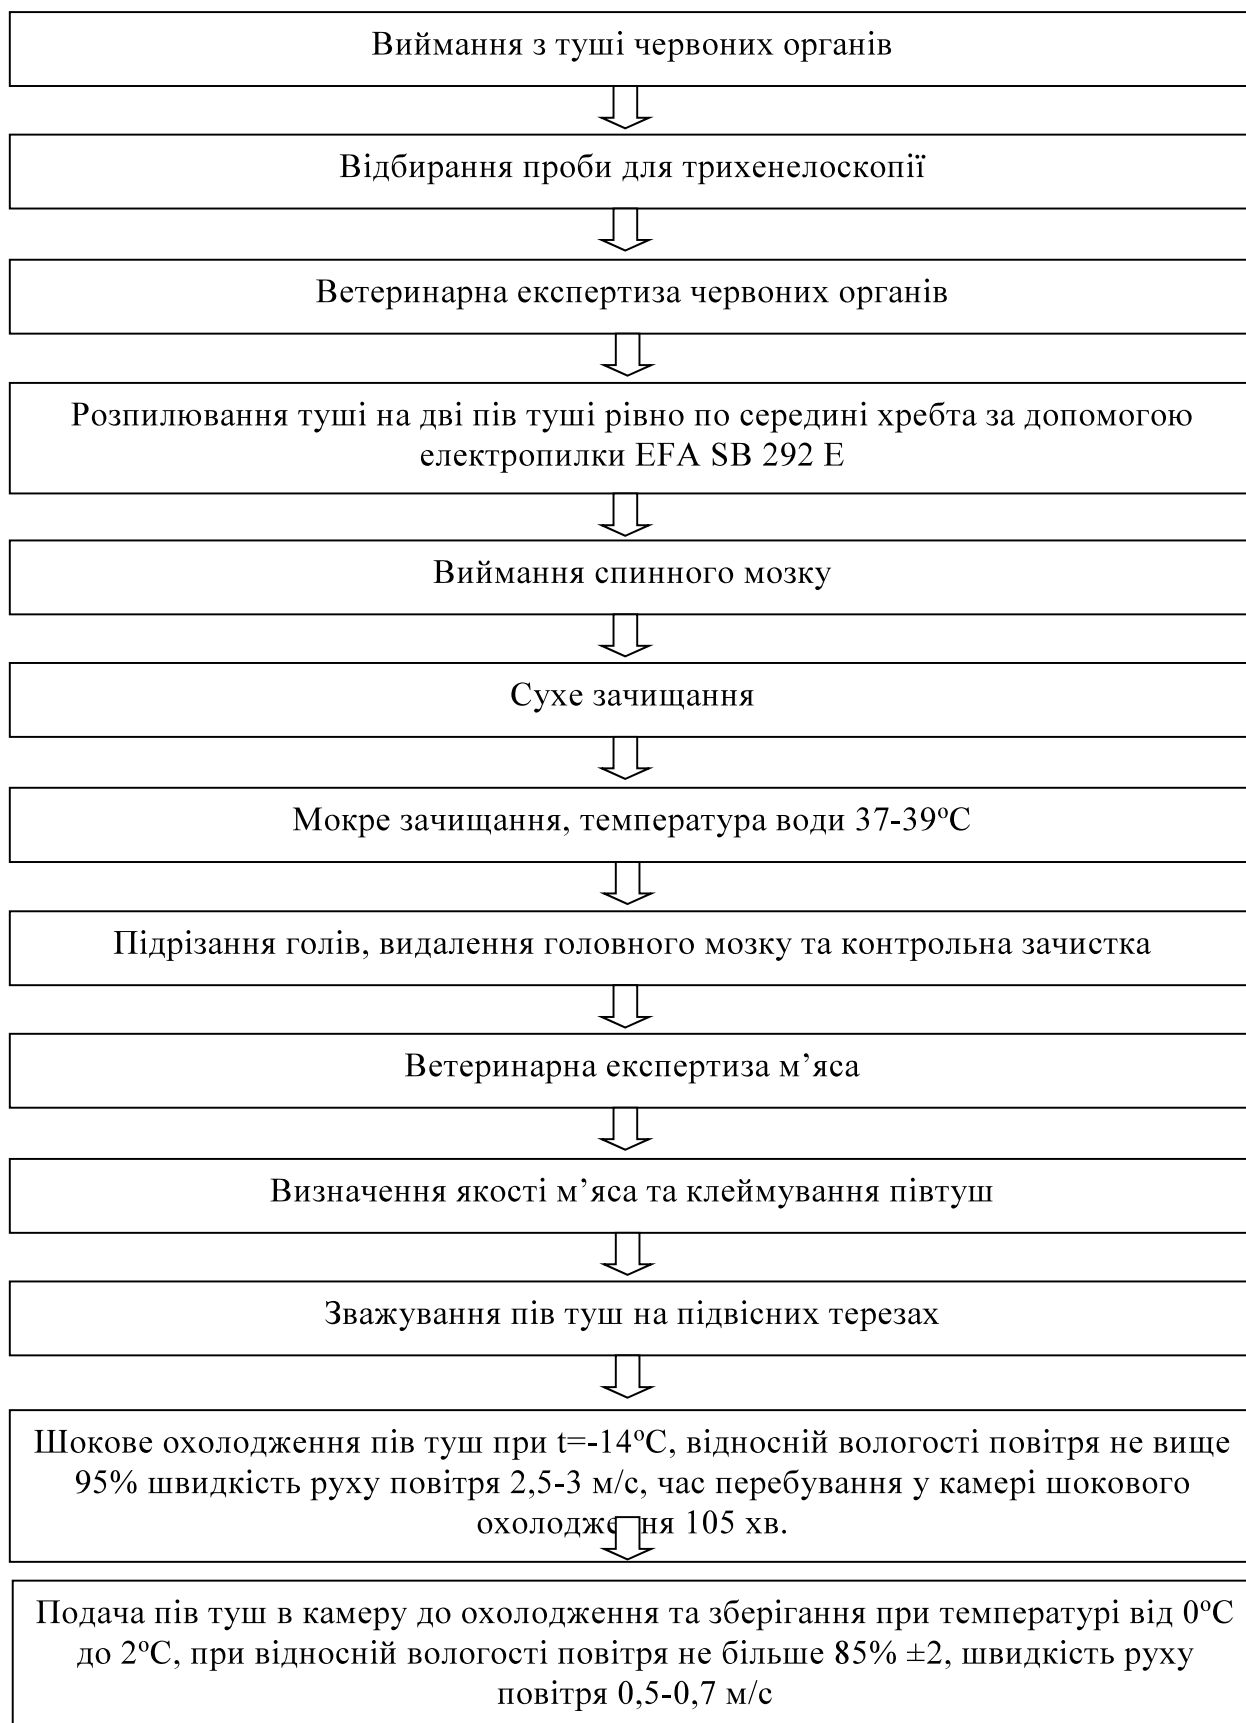 Виймання з туші червоних органів
Відбирання проби для трихенелоскопії
Ветеринарна експертиза червоних органів
Розпилювання туші на дві пів туші рівно по середині хребта за допомогою
електропилки EFA SB 292 E
Виймання спинного мозку
Сухе зачищання
Мокре зачищання, температура води 37-39ºС
Підрізання голів, видалення головного мозку та контрольна зачистка
Ветеринарна експертиза м’яса
Визначення якості м’яса та клеймування півтуш
Зважування пів туш на підвісних терезах
Шокове охолодження пів туш при t=-14ºС, відносній вологості повітря не вище
95% швидкість руху повітря 2,5-3 м/с, час перебування у камері шокового
охолодження 105 хв.
Подача пів туш в камеру до охолодження та зберігання при температурі від 0ºС
до 2ºС, при відносній вологості повітря не більше 85% ±2, швидкість руху
повітря 0,5-0,7 м/с